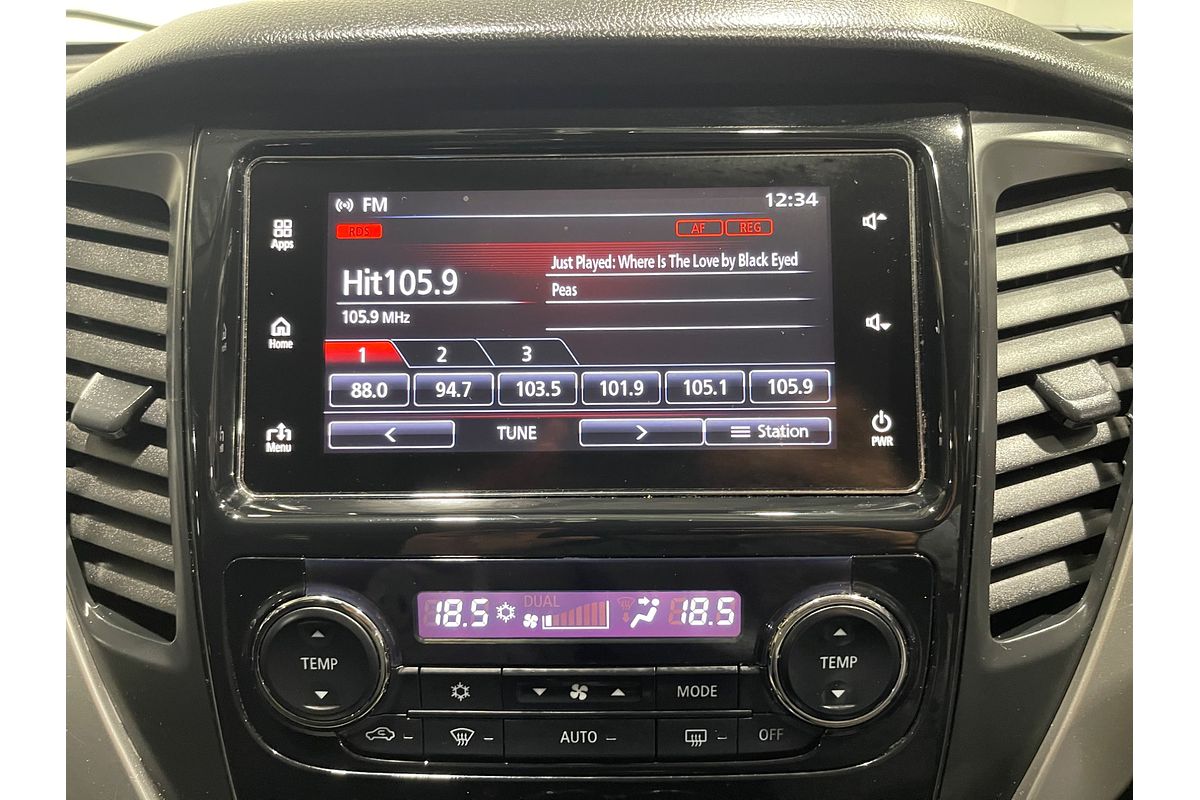 FM
12:34
RDS
AF
REG
Apps
Hit105.9
Just Played: Where Is The Love by Black Eyed
Peas
105.9 MHz
Home
1 2 3
88.0 94.7 103.5 101.9 105.1 105.9
< TUNE > Station
Menu
PWR
18.5 DUAL 18.5
TEMP
TEMP
MODE
AUTO
OFF